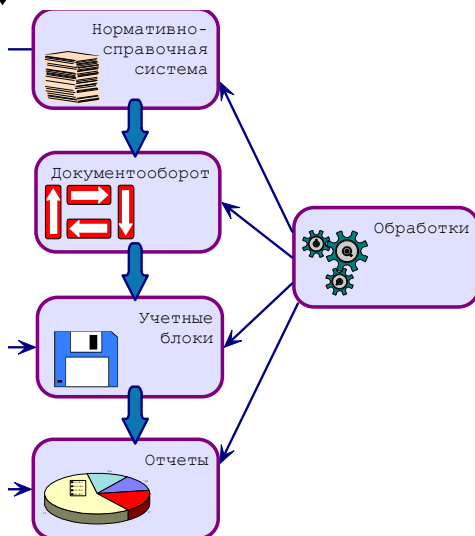 Нормативно-
справочная
система
Документооборот
Обработки
Учетные
блоки
Отчеты